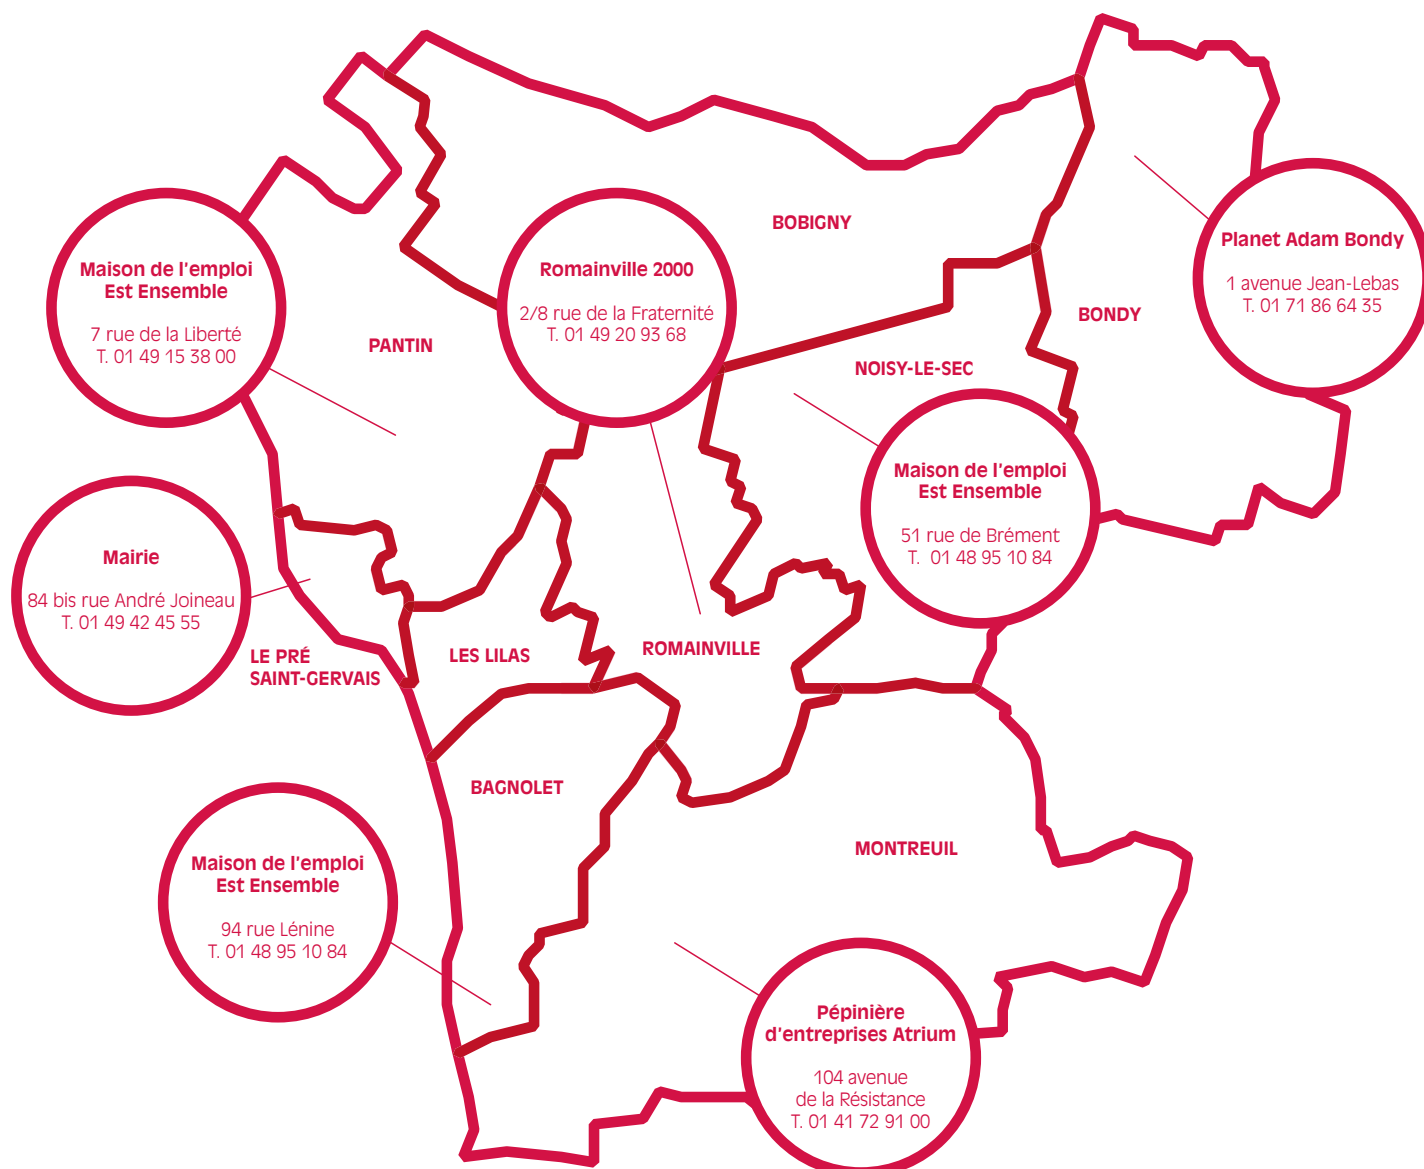 BOBIGNY
Planet Adam Bondy
1 avenue Jean-Lebas
T. 01 71 86 64 35
Maison de l'emploi
Est Ensemble
7 rue de la Liberté
T. 01 49 15 38 00
Romainville 2000
2/8 rue de la Fraternité
T. 01 49 20 93 68
BONDY
PANTIN
NOISY-LE-SEC
Maison de l'emploi
Est Ensemble
51 rue de Brément
T. 01 48 95 10 84
Mairie
84 bis rue André Joineau
T. 01 49 42 45 55
LE PRÉ
SAINT-GERVAIS
LES LILAS
ROMAINVILLE
BAGNOLET
MONTREUIL
Maison de l'emploi
Est Ensemble
94 rue Lénine
T. 01 48 95 10 84
Pépinière
d'entreprises Atrium
104 avenue
de la Résistance
T. 01 41 72 91 00